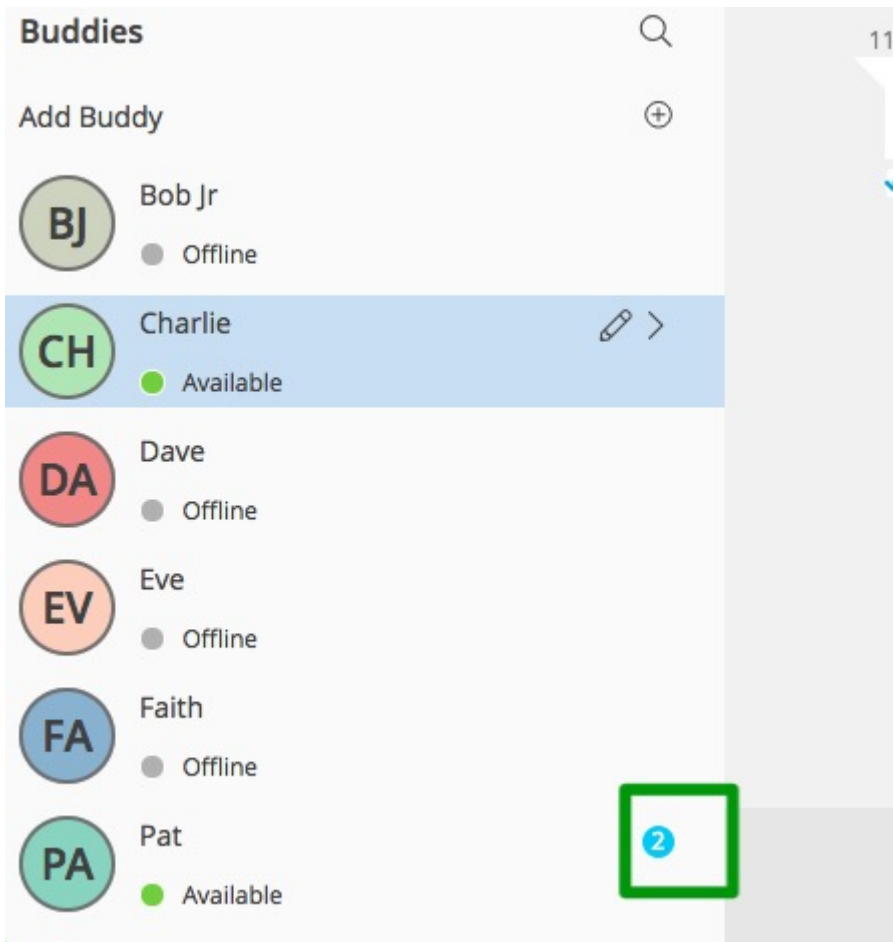 Buddies
11
Add Buddy
BJ
Bob Jr
Offline
CH
Charlie
Available
DA
Dave
Offline
EV
Eve
Offline
FA
Faith
Offline
PA
Pat
2
Available